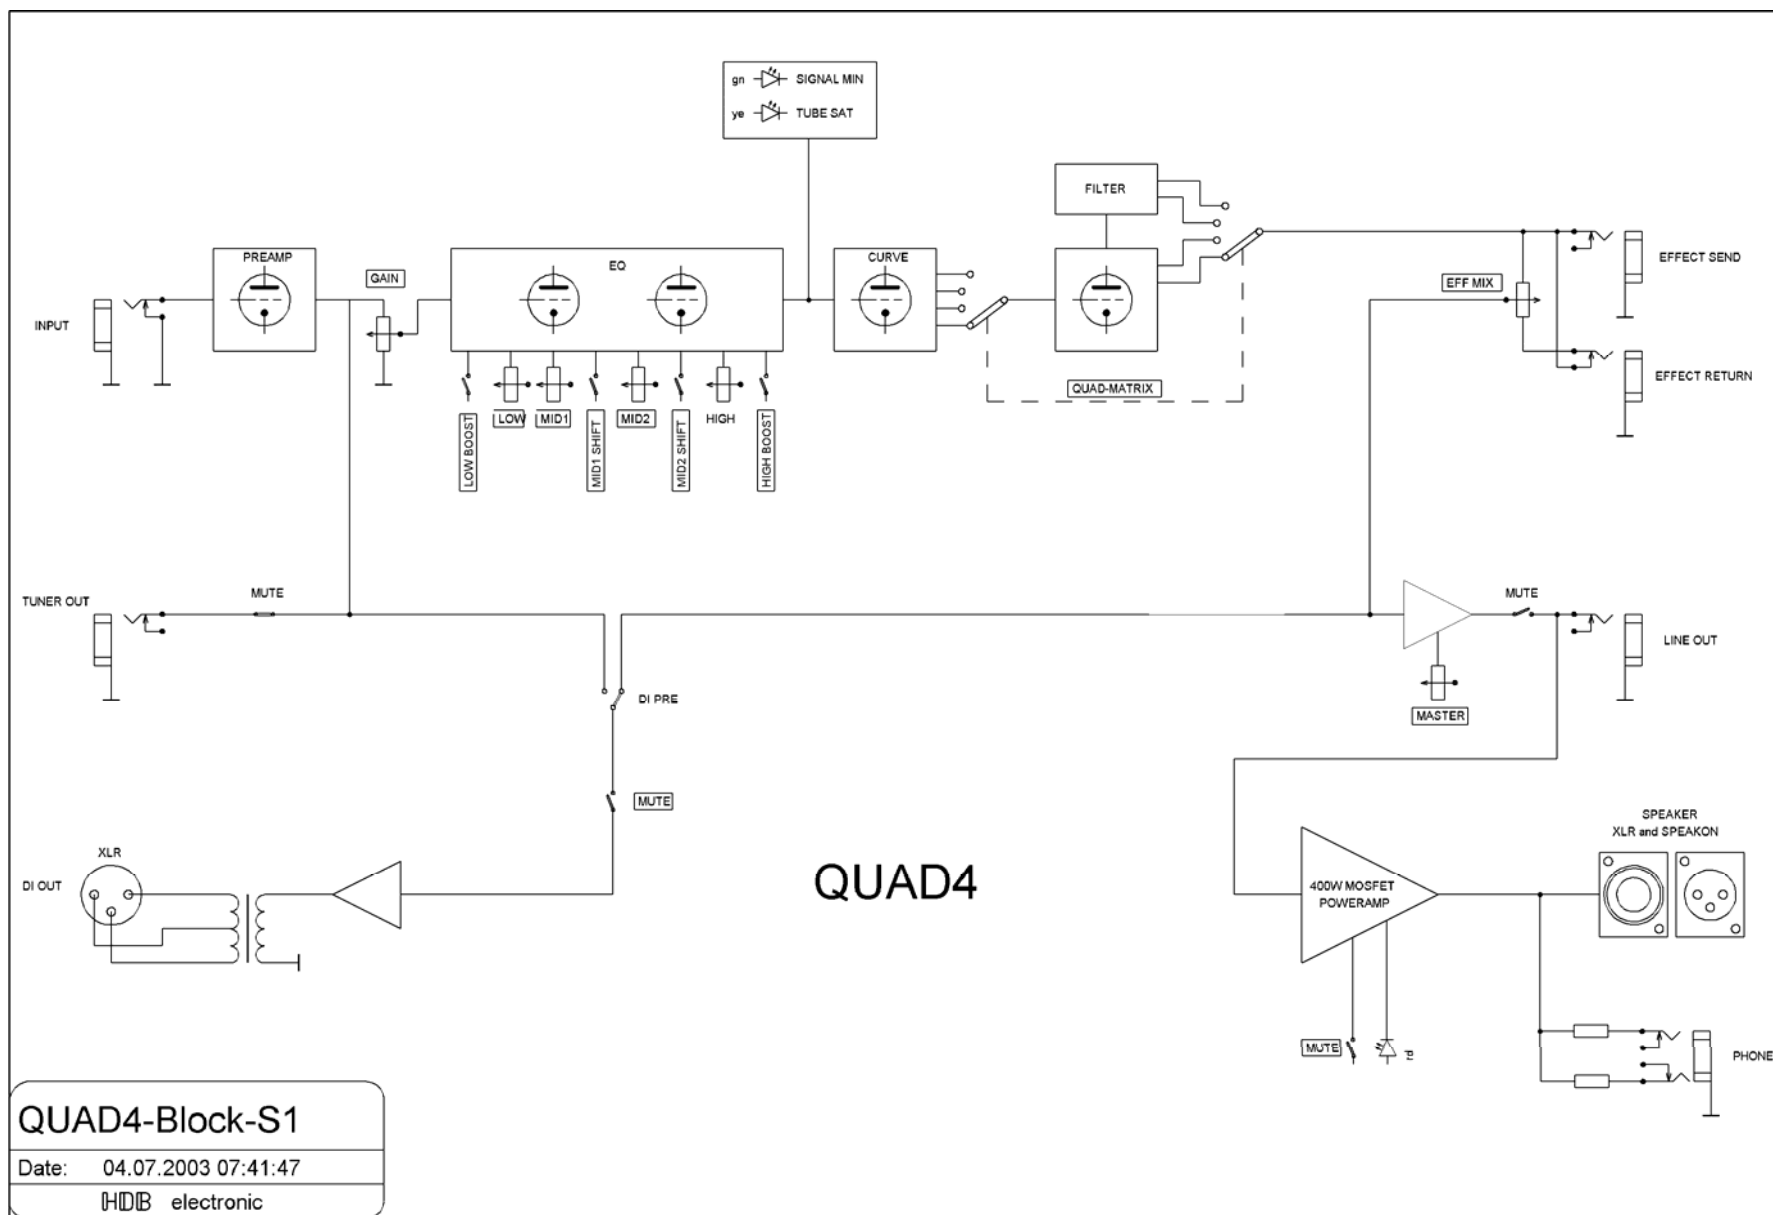 gn SIGNAL MIN
ye TUBE SAT
FILTER
PREAMP
GAIN
EQ
CURVE
EFFECT SEND
EFF MIX
INPUT
EFFECT RETURN
QUAD-MATRIX
LOW BOOST
LOW
MID1
MID1 SHIFT
MID2
MID2 SHIFT
HIGH
HIGH BOOST
TUNER OUT
MUTE
MUTE
LINE OUT
DI PRE
MASTER
MUTE
SPEAKER
XLR and SPEAKON
XLR
DI OUT
QUAD4
400W MOSFET
POWERAMP
MUTE
rd
PHONE
QUAD4-Block-S1
Date: 04.07.2003 07:41:47
HDB electronic